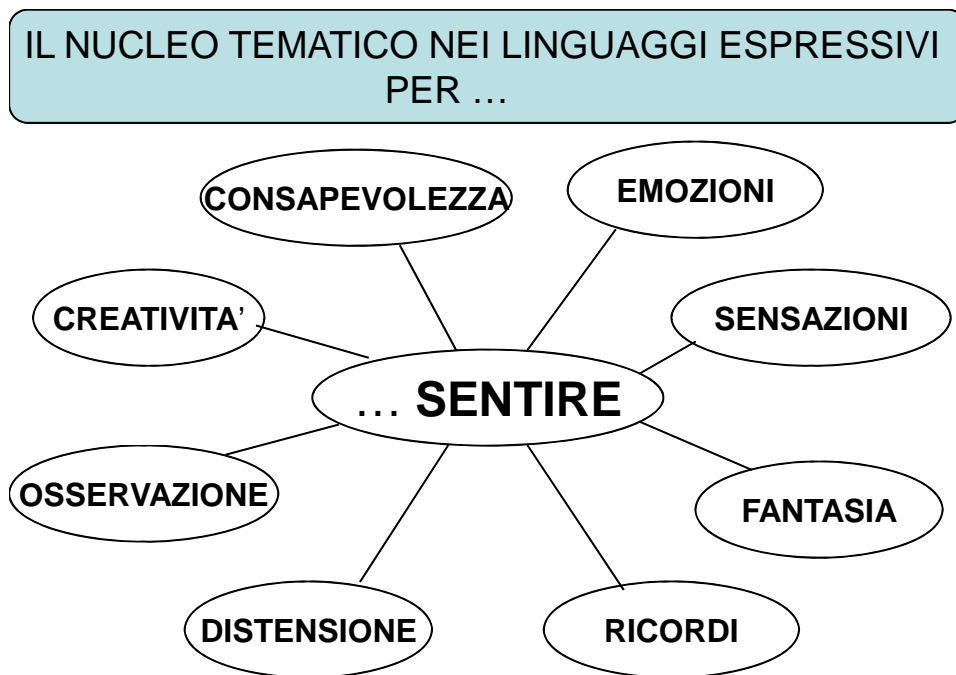 IL NUCLEO TEMATICO NEI LINGUAGGI ESPRESSIVI
PER …
CONSAPEVOLEZZA
EMOZIONI
CREATIVITA’
SENSAZIONI
… SENTIRE
OSSERVAZIONE
FANTASIA
DISTENSIONE
RICORDI